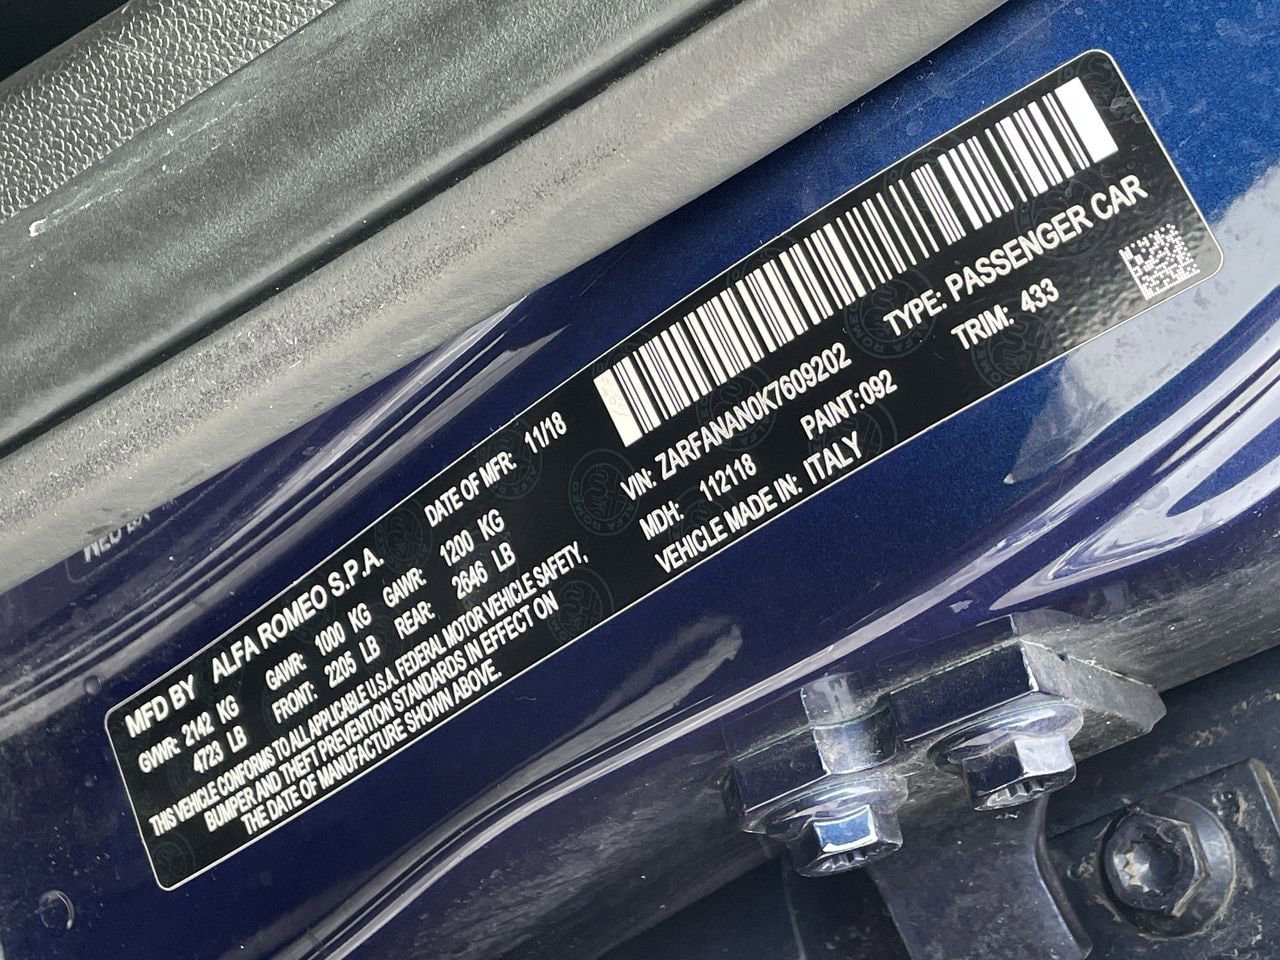 MFD BY ALFA ROMEO S.P.A. DATE OF MFR: 11/18
GVWR: 2142 KG GAWR: 1000 KG GAWR: 1200 KG
4723 LB FRONT: 2205 LB REAR: 2646 LB
THIS VEHICLE CONFORMS TO ALL APPLICABLE U.S.A. FEDERAL MOTOR VEHICLE SAFETY,
BUMPER AND THEFT PREVENTION STANDARDS IN EFFECT ON
THE DATE OF MANUFACTURE SHOWN ABOVE.
VIN: ZARFANAN0K7609202 TYPE: PASSENGER CAR
MDH: 112118 PAINT:092 TRIM: 433
VEHICLE MADE IN: ITALY